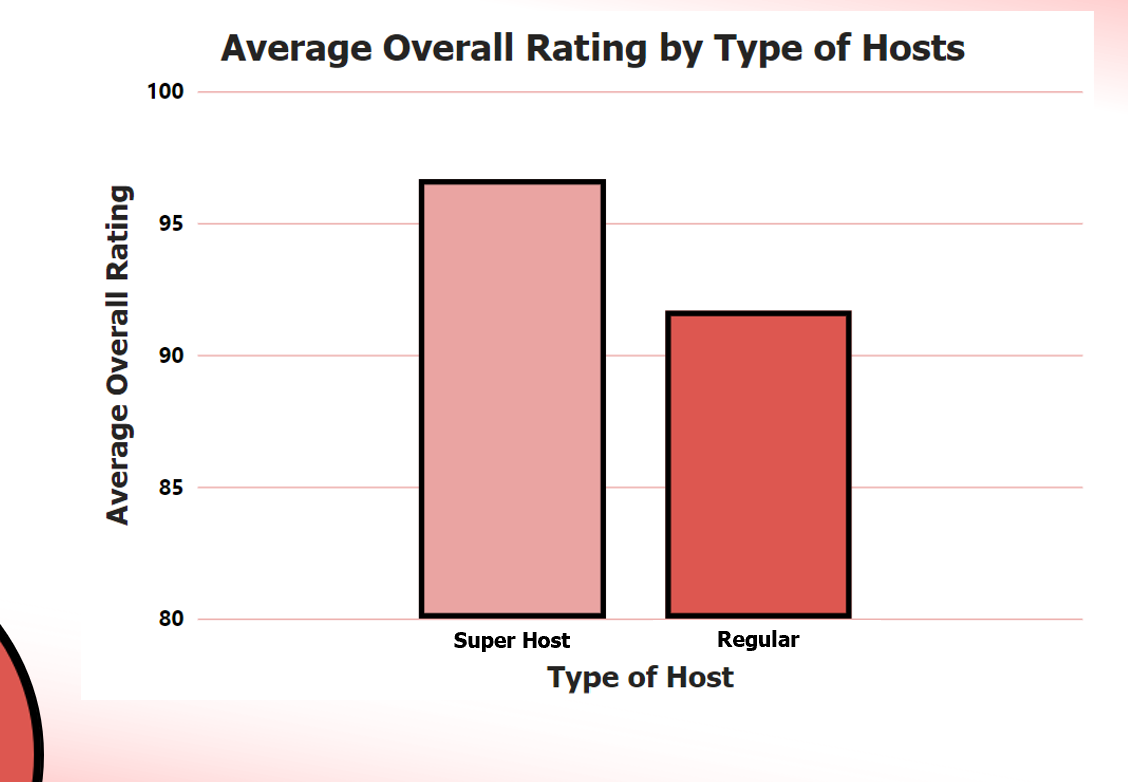 Average Overall Rating by Type of Hosts
100
95
90
85
80
Average Overall Rating
Super Host
Regular
Type of Host